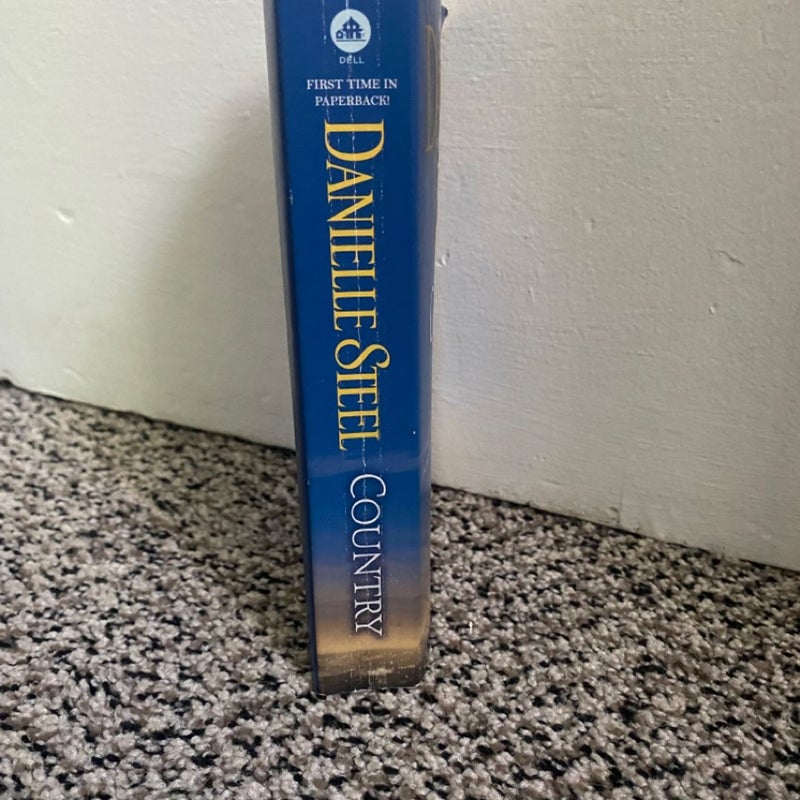 DELL
FIRST TIME IN
PAPERBACK!
DANIELLE STEEL
COUNTRY